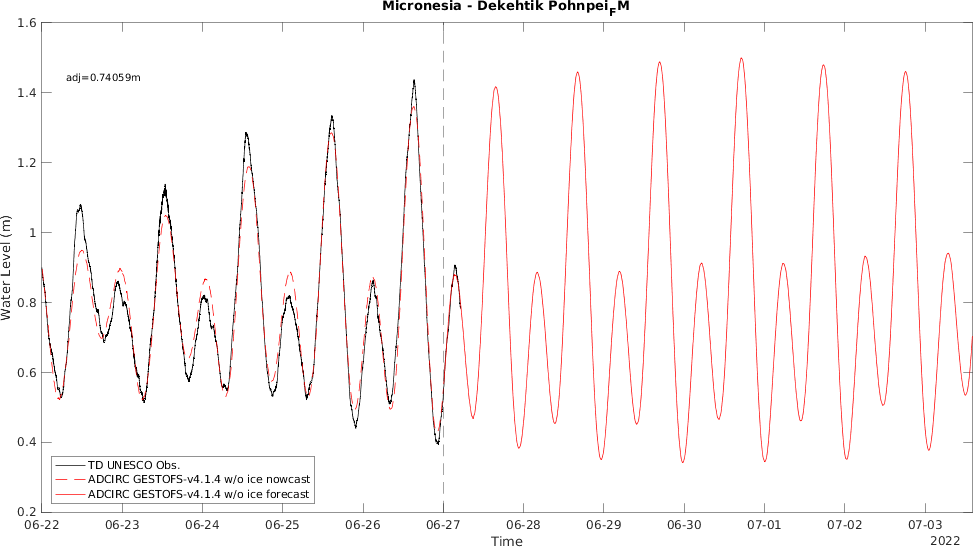 Micronesia - Dekehtik Pohnpei_FM
1.6
adj=0.74059m
1.4
1.2
1
0.8
0.6
0.4
0.2
Water Level (m)
TD UNESCO Obs.
ADCIRC GESTOFS-v4.1.4 w/o ice nowcast
ADCIRC GESTOFS-v4.1.4 w/o ice forecast
06-22 06-23 06-24 06-25 06-26 06-27 06-28 06-29 06-30 07-01 07-02 07-03
Time
2022